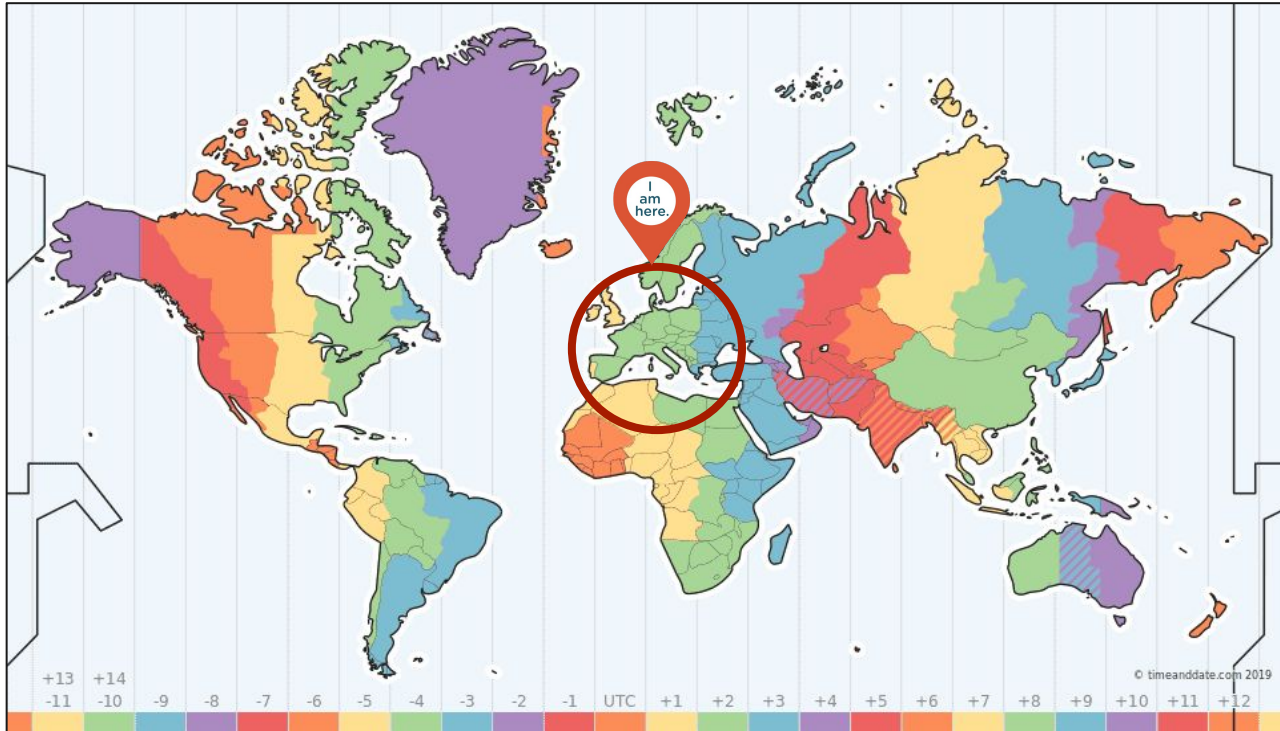 I
am
here.
© timeanddate.com 2019
+13 +14
-11 -10 -9 -8 -7 -6 -5 -4 -3 -2 -1 UTC +1 +2 +3 +4 +5 +6 +7 +8 +9 +10 +11 +12